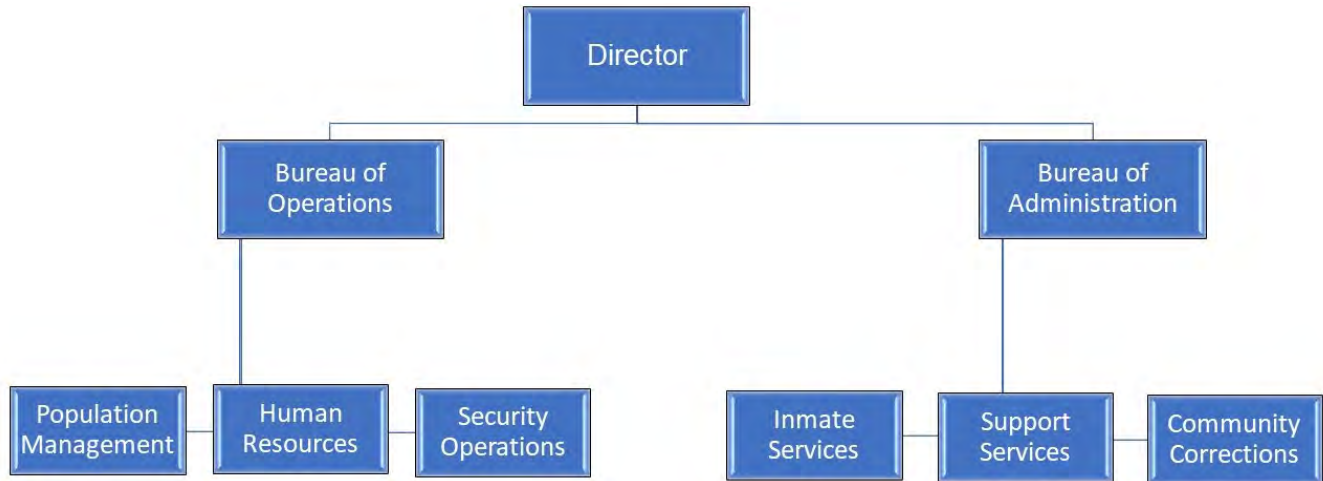 Director
Bureau of
Operations
Bureau of
Administration
Population
Management
Human
Resources
Security
Operations
Inmate
Services
Support
Services
Community
Corrections